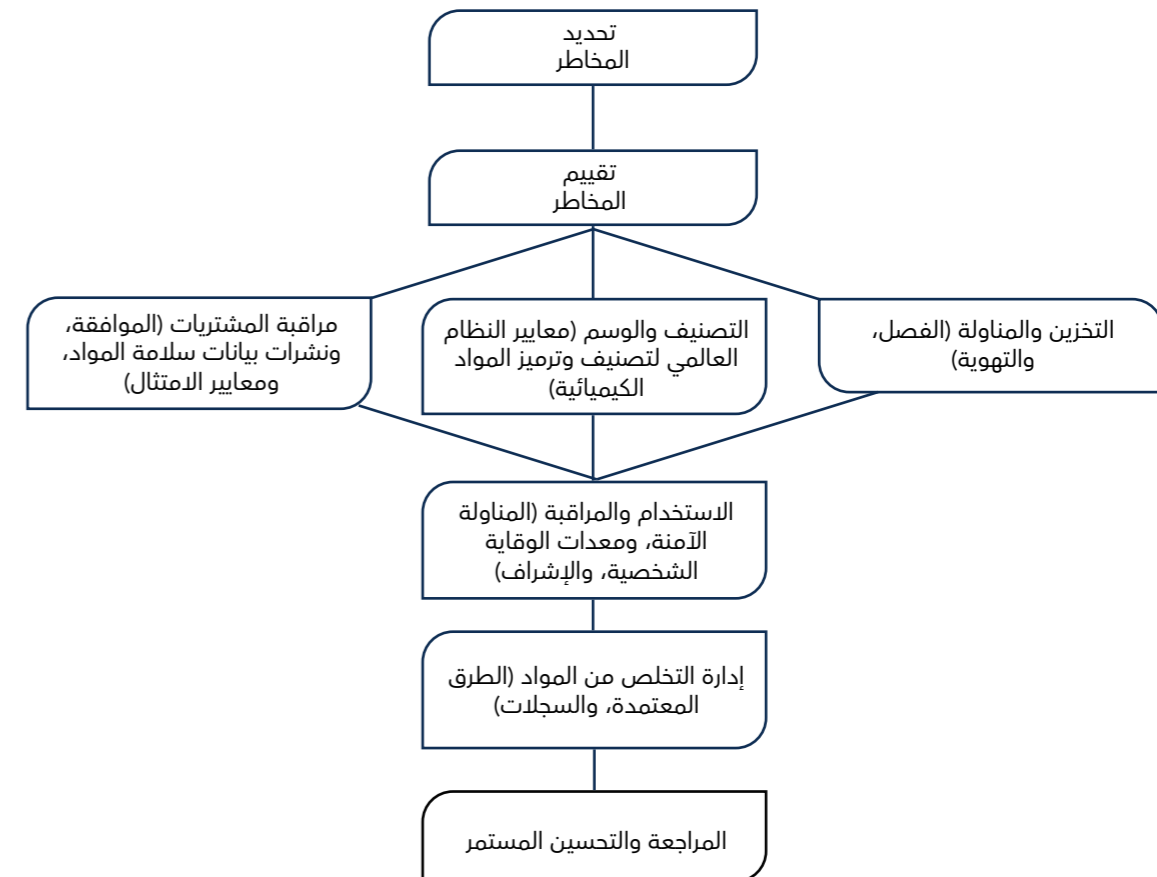 تحديد
المخاطر
تقييم
المخاطر
التخزين والمناولة (الفصل،
والتهوية)
التصنيف والوسم (معايير النظام
العالمي لتصنيف وترميز المواد
الكيميائية)
مراقبة المشتريات (الموافقة،
ونشرات بيانات سلامة المواد،
ومعايير الامتثال)
الاستخدام والمراقبة (المناولة
الآمنة، ومعدات الوقاية
الشخصية، والإشراف)
إدارة التخلص من المواد (الطرق
المعتمدة، والسجلات)
المراجعة والتحسين المستمر